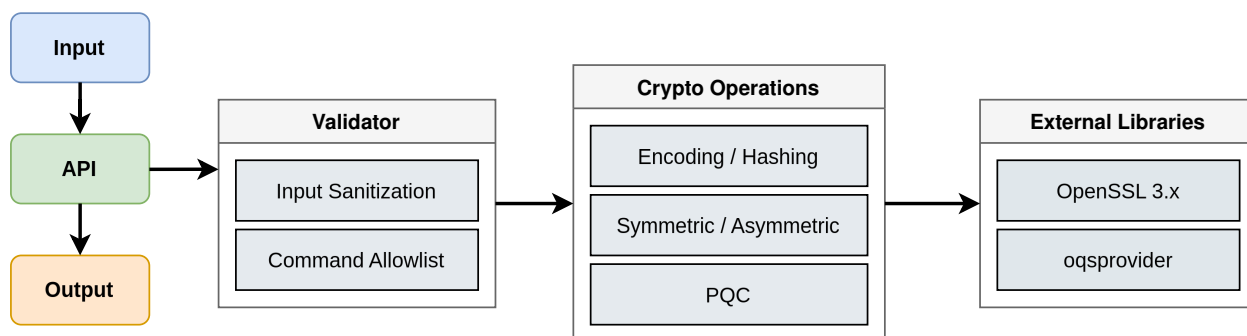 Input
API
Output
Validator
Input Sanitization
Command Allowlist
Crypto Operations
Encoding / Hashing
Symmetric / Asymmetric
PQC
External Libraries
OpenSSL 3.x
oqsprovider